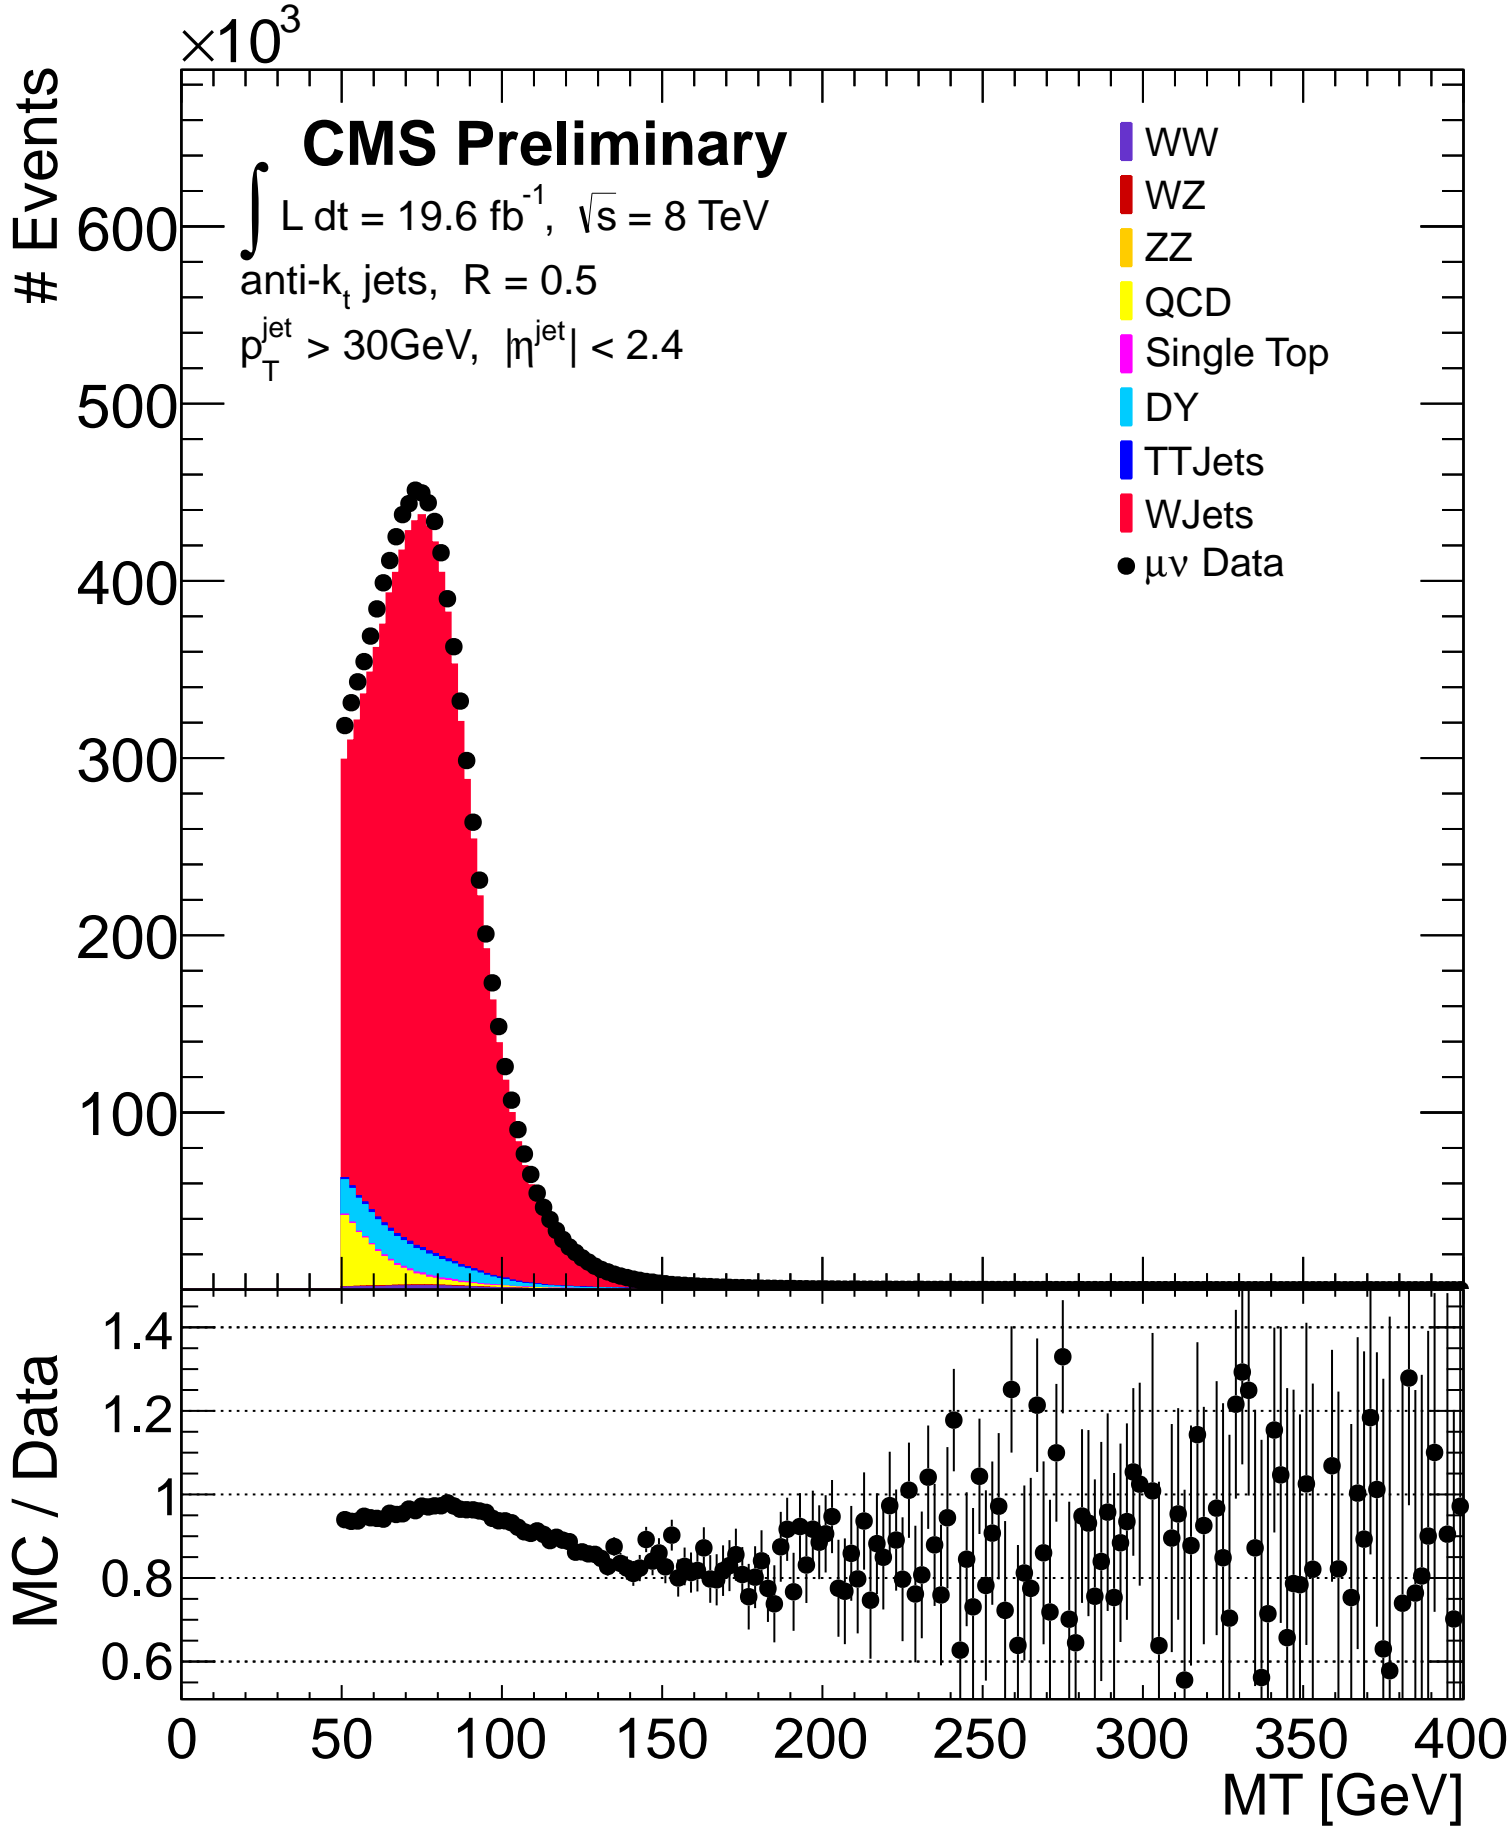 ×10³
# Events
600
500
400
300
200
100
CMS Preliminary
∫ L dt = 19.6 fb⁻¹, √s = 8 TeV
anti-kₜ jets, R = 0.5
p_T^jet > 30GeV, |η^jet| < 2.4
WW
WZ
ZZ
QCD
Single Top
DY
TTJets
WJets
μν Data
MC / Data
1.4
1.2
1
0.8
0.6
0 50 100 150 200 250 300 350 400
MT [GeV]